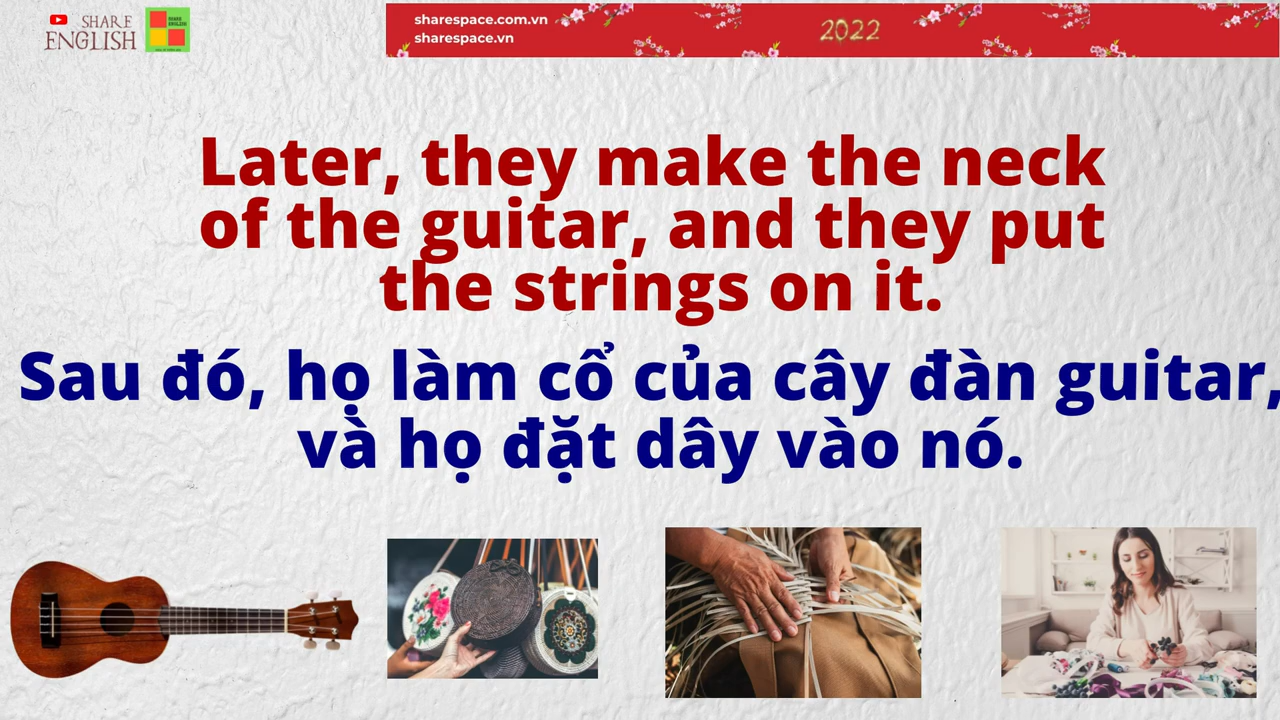 SHARE
ENGLISH
SHARE
ENGLISH
sharespace.com.vn
sharespace.vn
2022
Later, they make the neck
of the guitar, and they put
the strings on it.
Sau đó, họ làm cổ của cây đàn guitar,
và họ đặt dây vào nó.